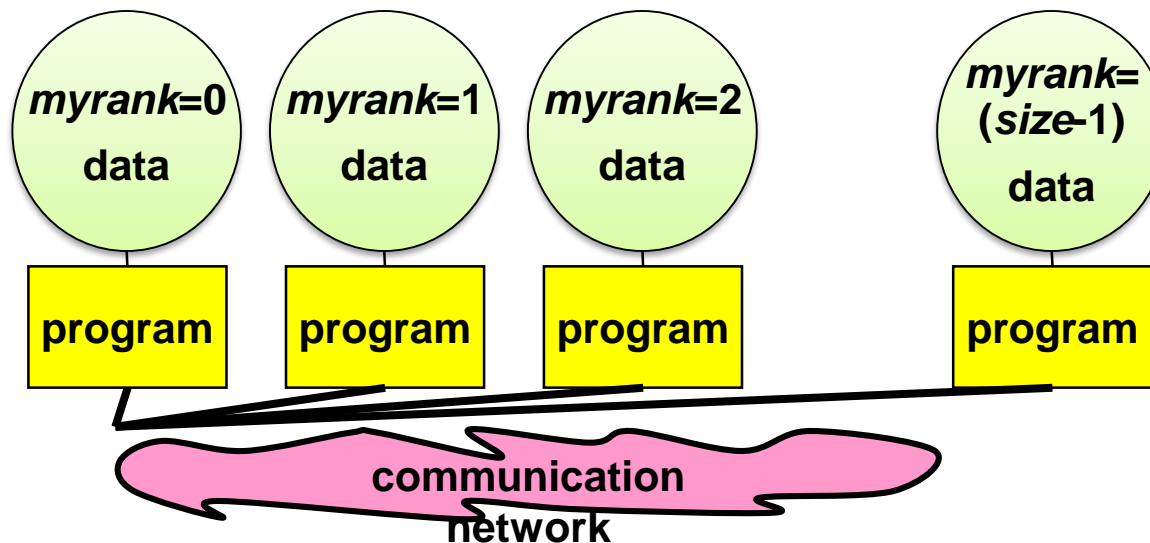 myrank=0
data
myrank=1
data
myrank=2
data
myrank=
(size-1)
data
program
program
program
program
communication
network